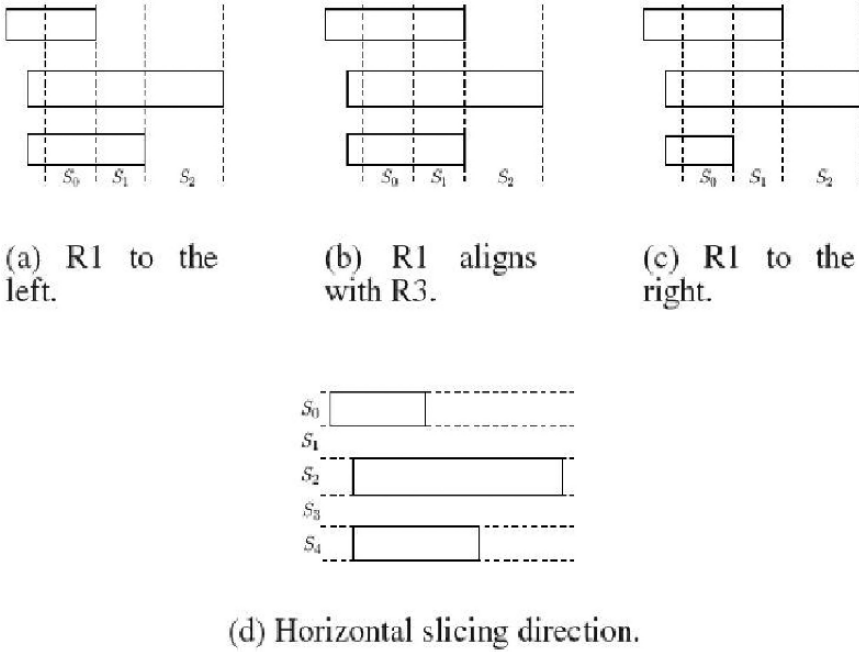 S₀ S₁ S₂
S₀ S₁ S₂
S₀ S₁ S₂
(a) R1 to the
left.
(b) R1 aligns
with R3.
(c) R1 to the
right.
S₀
S₁
S₂
S₃
S₄
(d) Horizontal slicing direction.